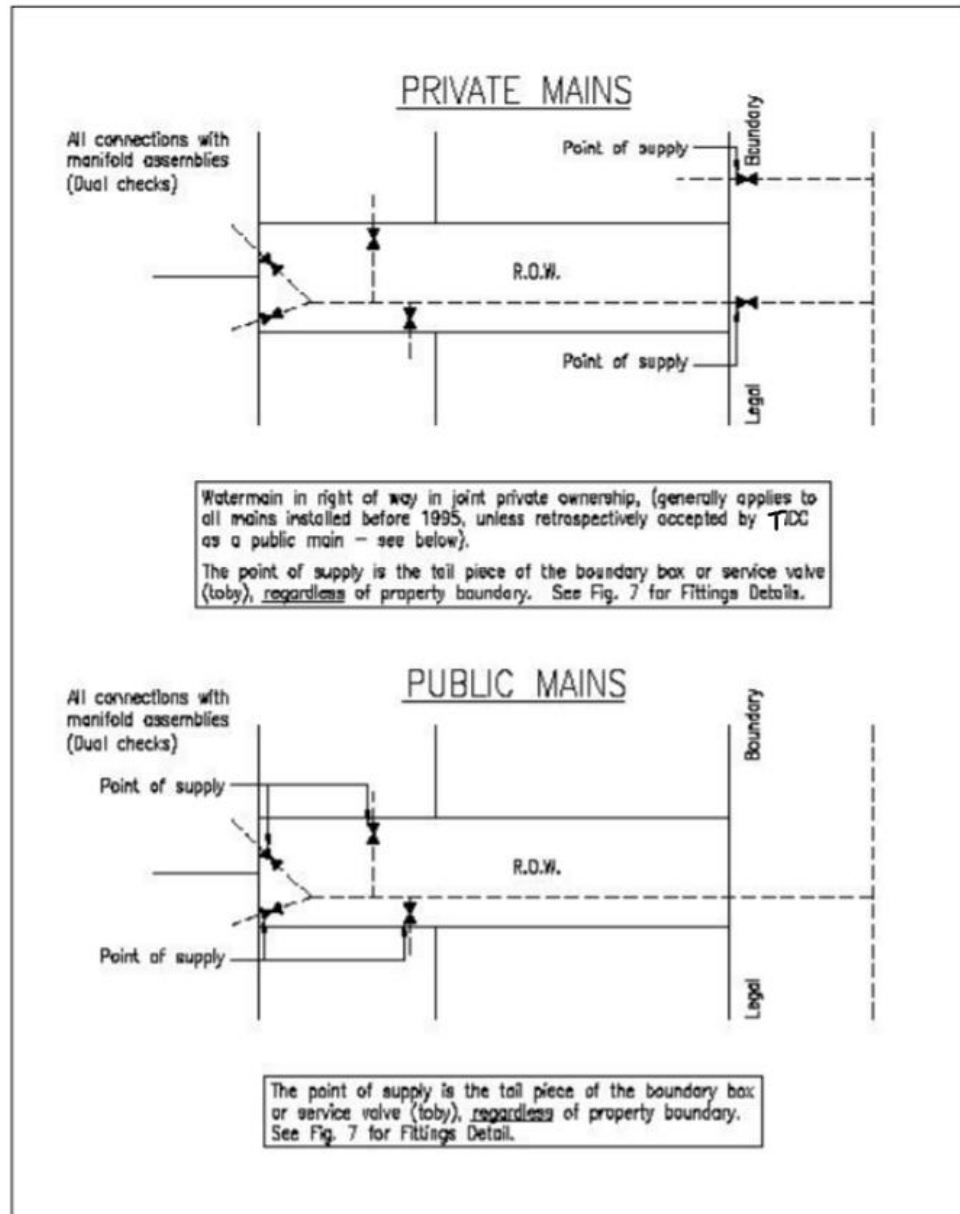 PRIVATE MAINS
All connections with
manifold assemblies
(Dual checks)
Point of supply
Boundary
R.O.W.
Point of supply
Legal
Watermain in right of way in joint private ownership, (generally applies to
all mains installed before 1995, unless retrospectively accepted by
as a public main – see below).
The point of supply is the tail piece of the boundary box or service valve
(toby), regardless of property boundary. See Fig. 7 for Fittings Details.
PUBLIC MAINS
All connections with
manifold assemblies
(Dual checks)
Point of supply
Boundary
R.O.W.
Point of supply
Legal
The point of supply is the tail piece of the boundary box
or service valve (toby), regardless of property boundary.
See Fig. 7 for Fittings Detail.